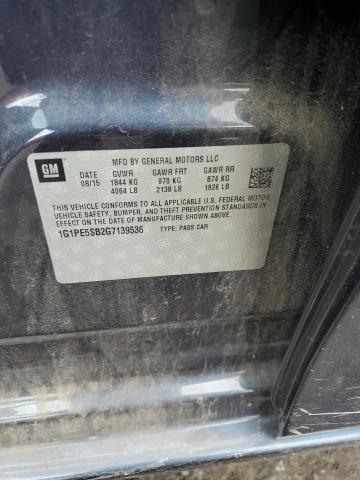 GM
MFD BY GENERAL MOTORS LLC
DATE GVWR GAWR FRT GAWR RR
08/15 1844 KG 970 KG 874 KG
4064 LB 2138 LB 1926 LB
THIS VEHICLE CONFORMS TO ALL APPLICABLE U.S. FEDERAL MOTOR
VEHICLE SAFETY, BUMPER, AND THEFT PREVENTION STANDARDS IN
EFFECT ON THE DATE OF MANUFACTURE SHOWN ABOVE.
1G1PE5SB2G7139536 TYPE: PASS CAR